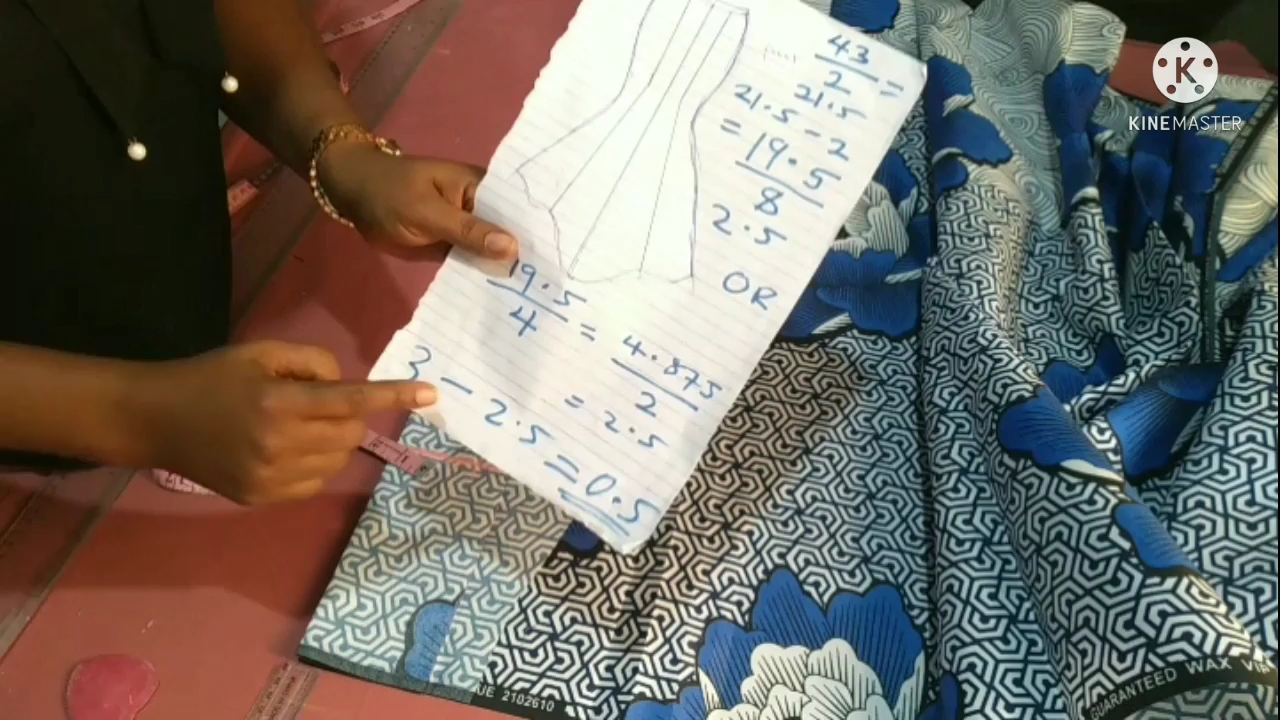 43
2 =
21.5
21.5 - 2
= 19.5
8
2.5
OR
19.5
4 = 4.875
2
= 2.5
3 - 2.5 = 0.5
KINEMASTER
UE 2102610
GUARANTEED WAX